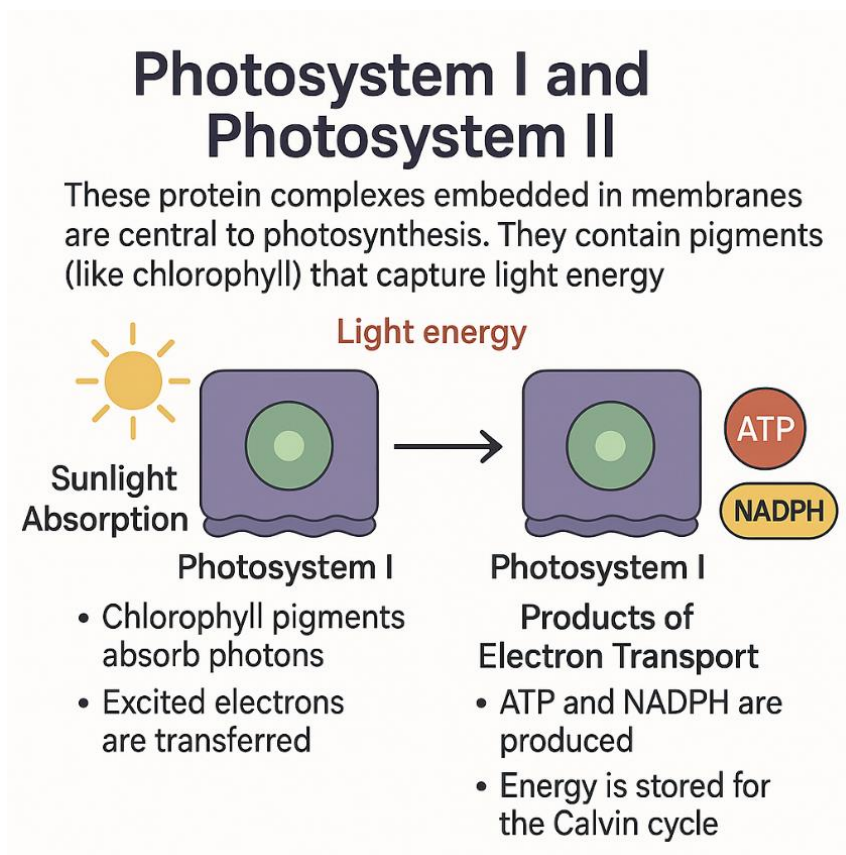 Photosystem I and
Photosystem II
These protein complexes embedded in membranes
are central to photosynthesis. They contain pigments
(like chlorophyll) that capture light energy
Light energy
Sunlight
Absorption
ATP
NADPH
Photosystem I
• Chlorophyll pigments
absorb photons
• Excited electrons
are transferred
Photosystem I
Products of
Electron Transport
• ATP and NADPH are
produced
• Energy is stored for
the Calvin cycle